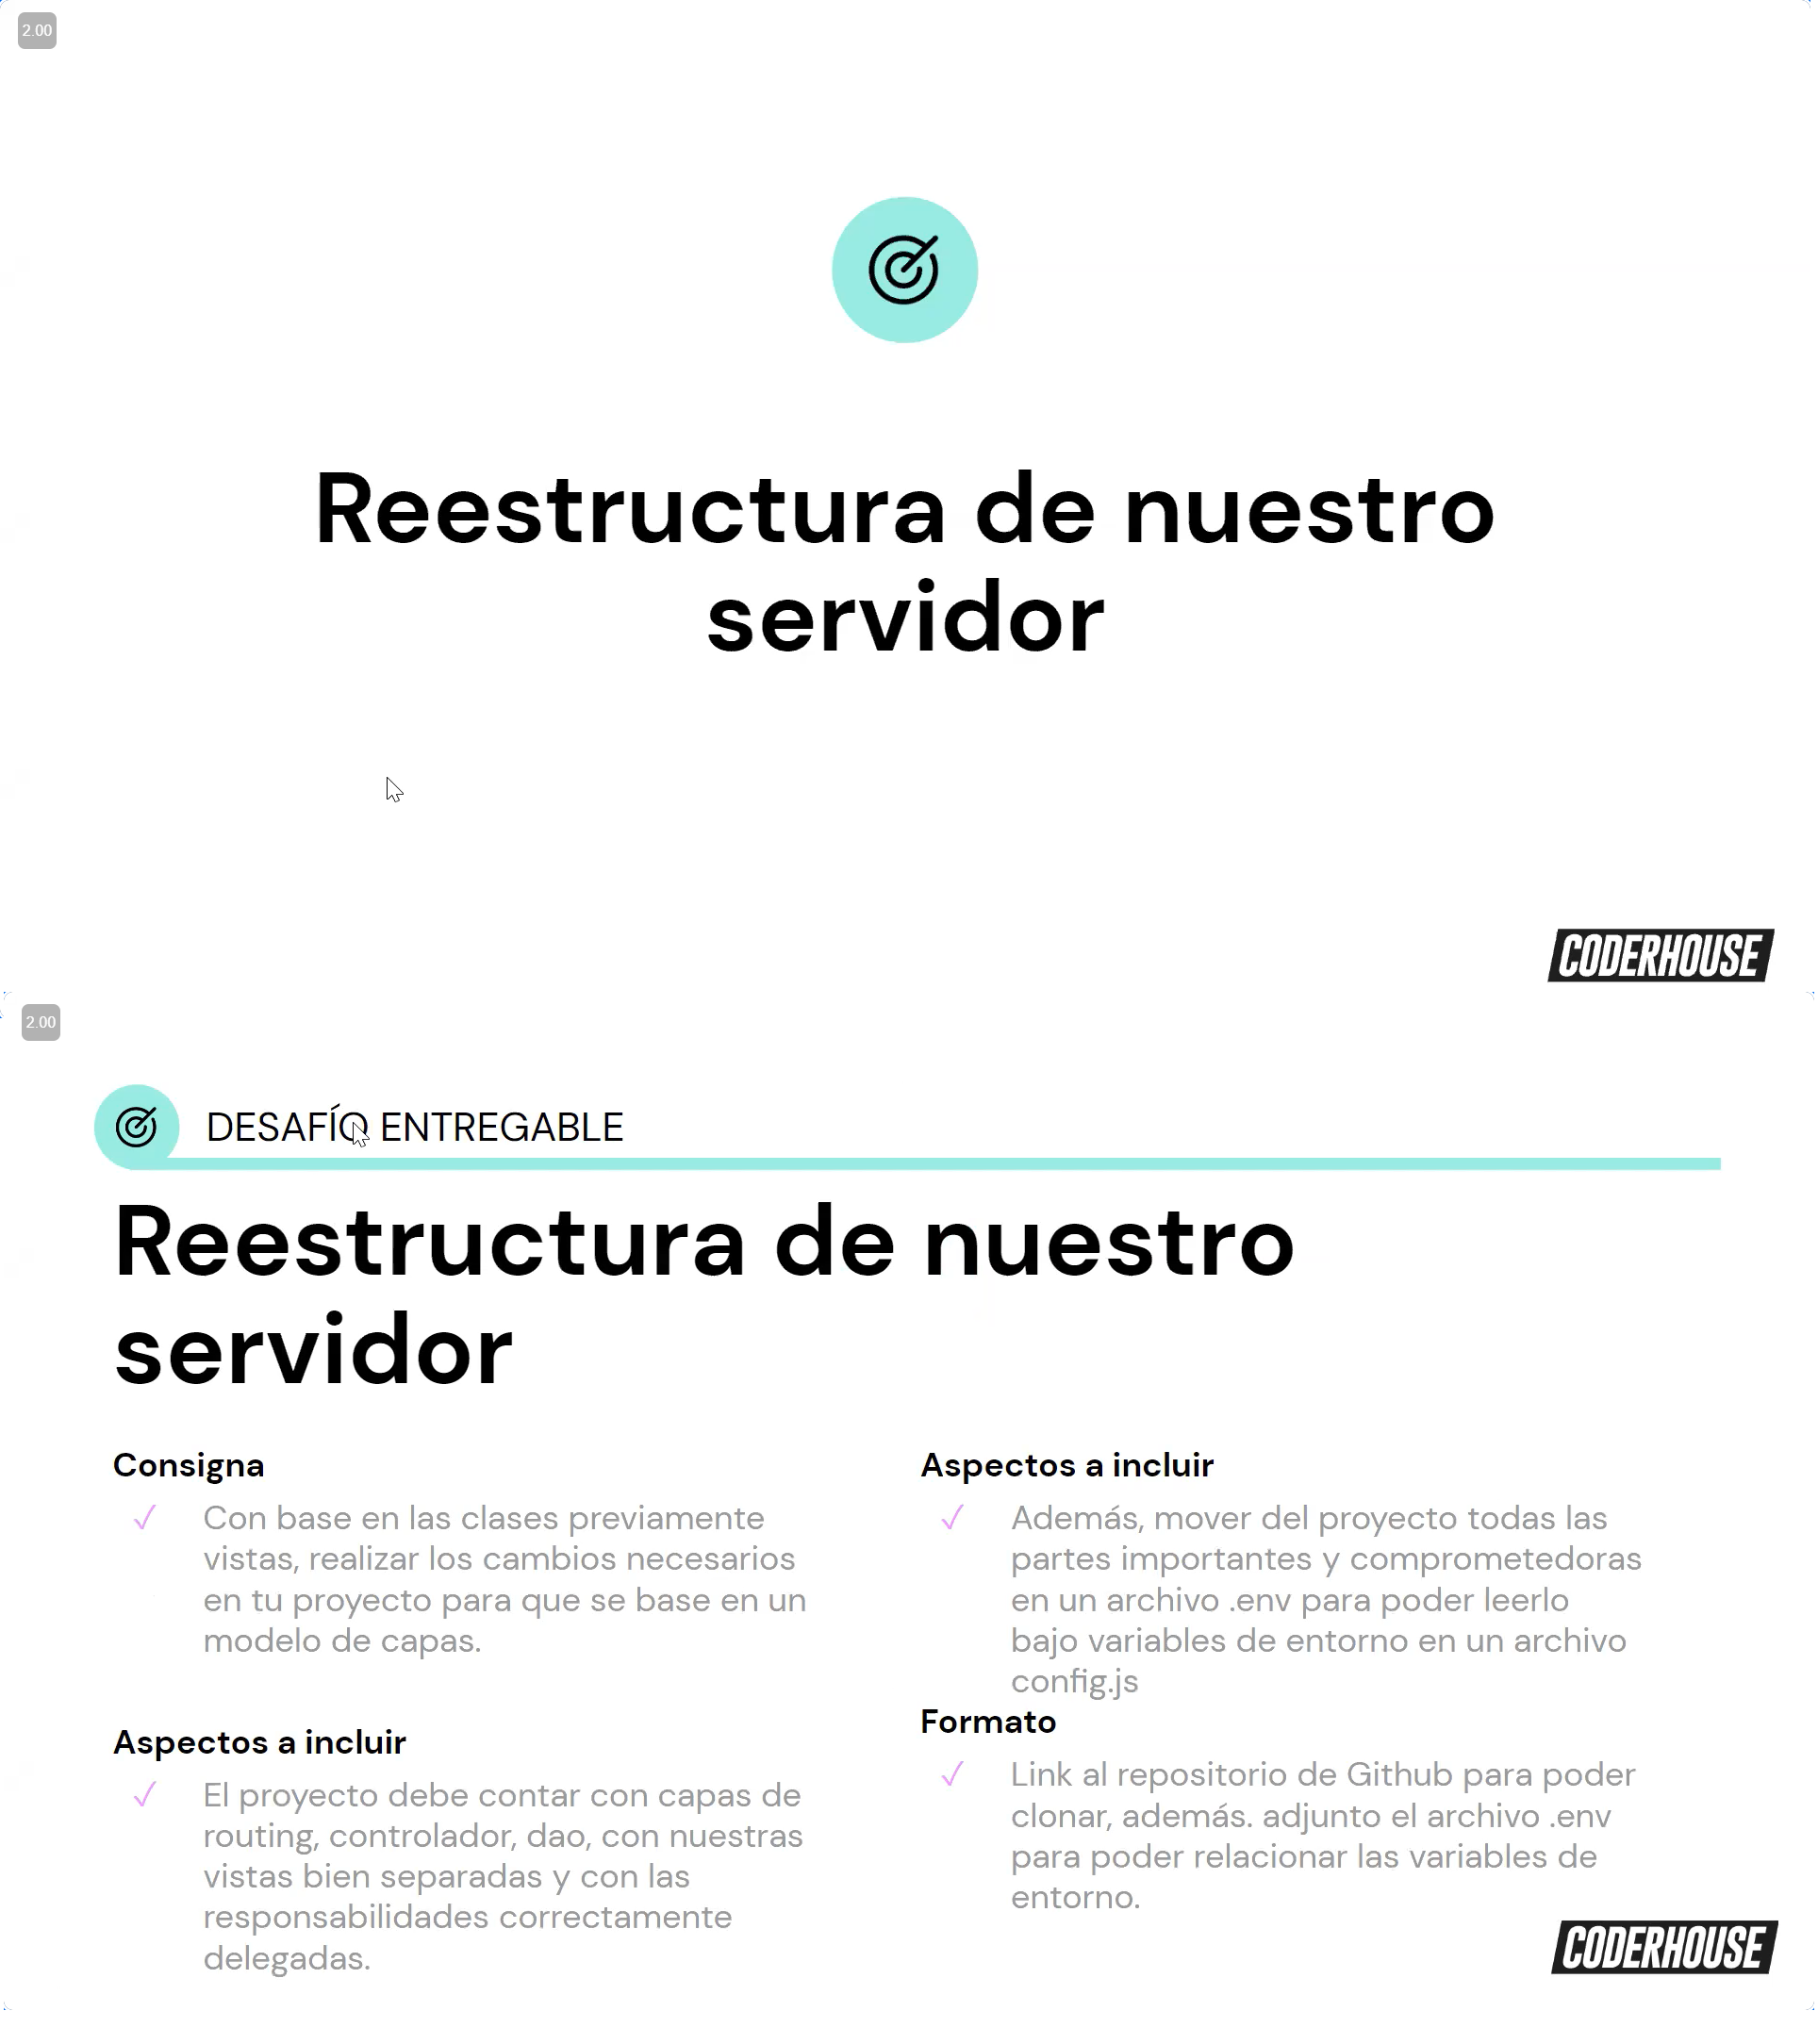 2.00
Reestructura de nuestro
servidor
CODERHOUSE
2.00
DESAFÍO ENTREGABLE
Reestructura de nuestro
servidor
Consigna
✓ Con base en las clases previamente
vistas, realizar los cambios necesarios
en tu proyecto para que se base en un
modelo de capas.
Aspectos a incluir
✓ El proyecto debe contar con capas de
routing, controlador, dao, con nuestras
vistas bien separadas y con las
responsabilidades correctamente
delegadas.
Aspectos a incluir
✓ Además, mover del proyecto todas las
partes importantes y comprometedoras
en un archivo .env para poder leerlo
bajo variables de entorno en un archivo
config.js
Formato
✓ Link al repositorio de Github para poder
clonar, además. adjunto el archivo .env
para poder relacionar las variables de
entorno.
CODERHOUSE